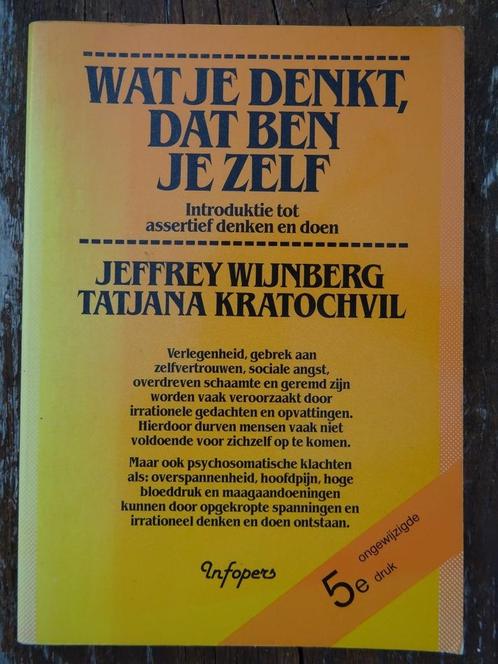 WAT JE DENKT,
DAT BEN
JE ZELF
Introduktie tot
assertief denken en doen
JEFFREY WIJNBERG
TATJANA KRATOCHVIL
Verlegenheid, gebrek aan
zelfvertrouwen, sociale angst,
overdreven schaamte en geremd zijn
worden vaak veroorzaakt door
irrationele gedachten en opvattingen.
Hierdoor durven mensen vaak niet
voldoende voor zichzelf op te komen.
Maar ook psychosomatische klachten
als: overspannenheid, hoofdpijn, hoge
bloeddruk en maagaandoeningen
kunnen door opgekropte spanningen en
irrationeel denken en doen ontstaan.
Infopers
5e ongewijzigde
druk